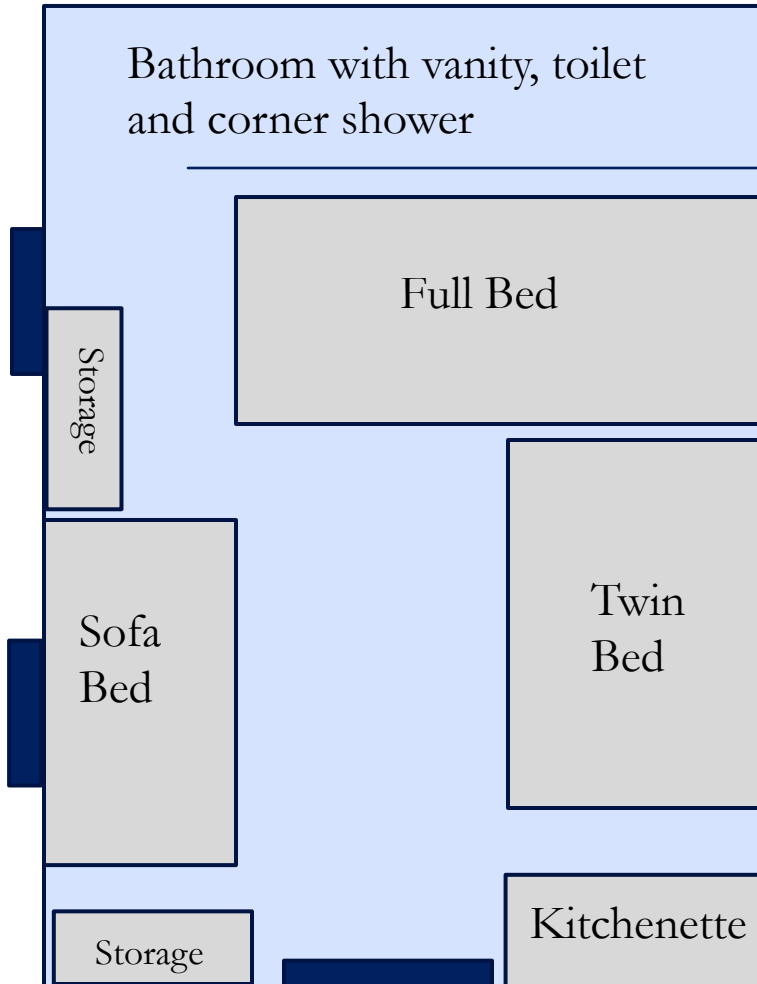 Bathroom with vanity, toilet
and corner shower
Full Bed
Storage
Twin
Bed
Sofa
Bed
Kitchenette
Storage